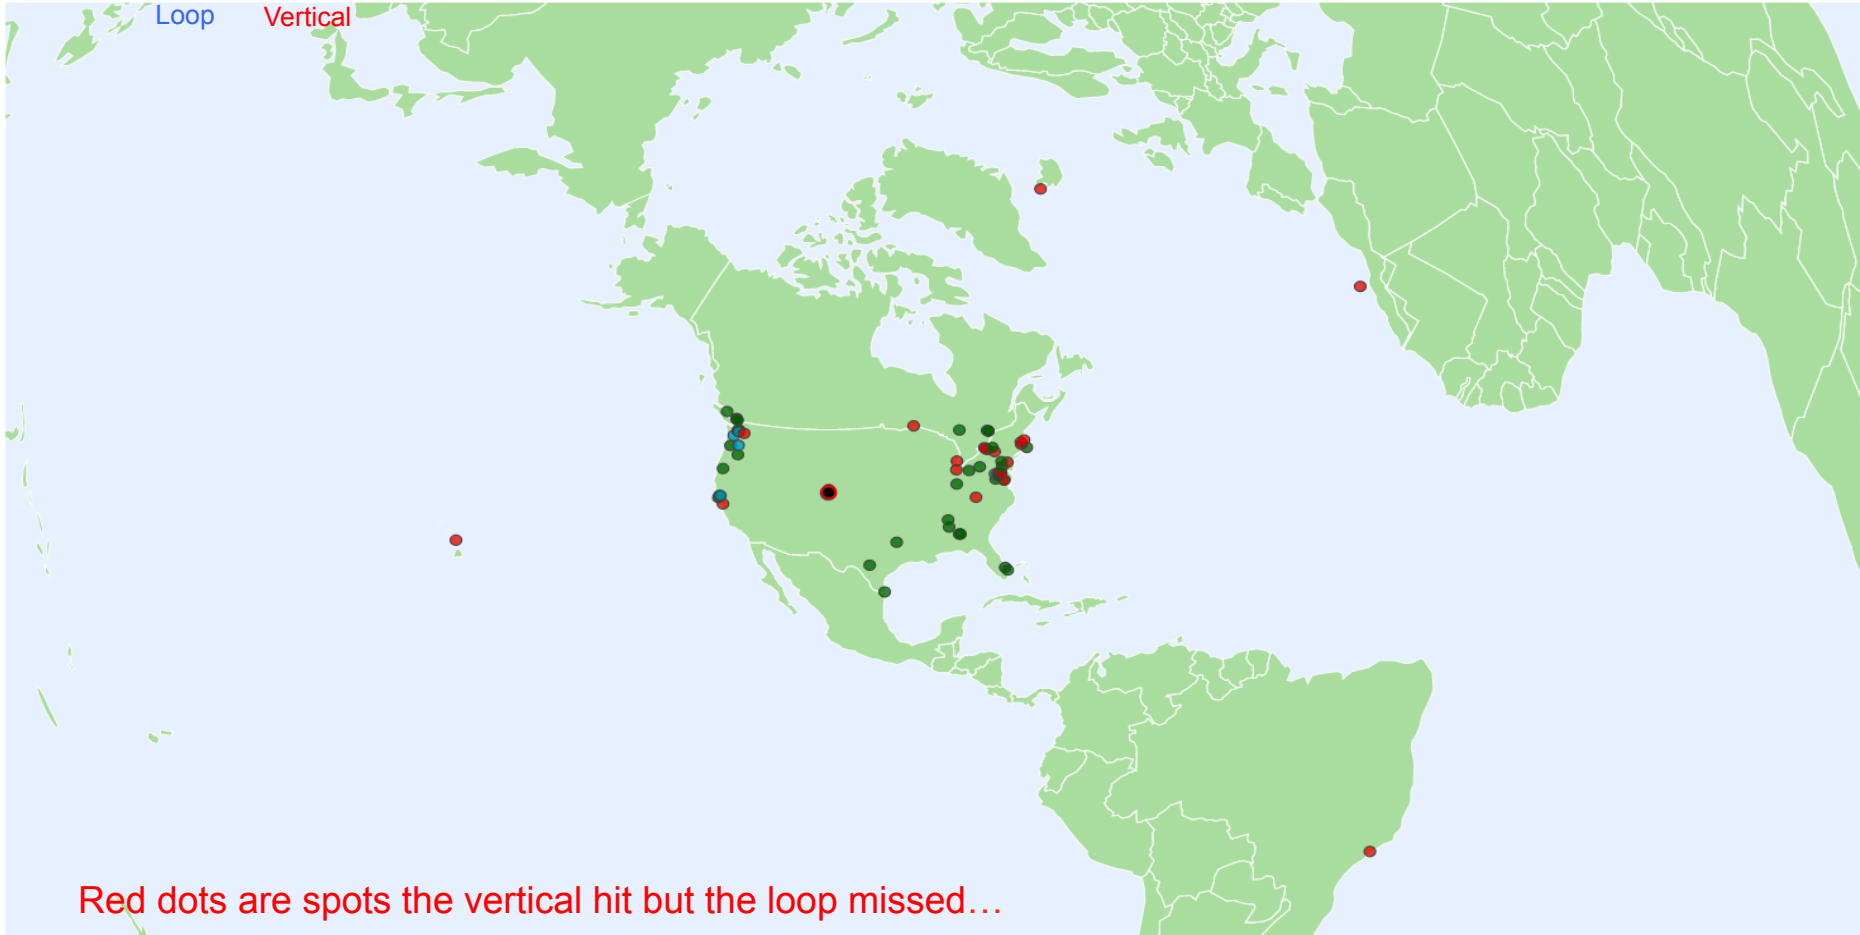 Loop Vertical
Red dots are spots the vertical hit but the loop missed…